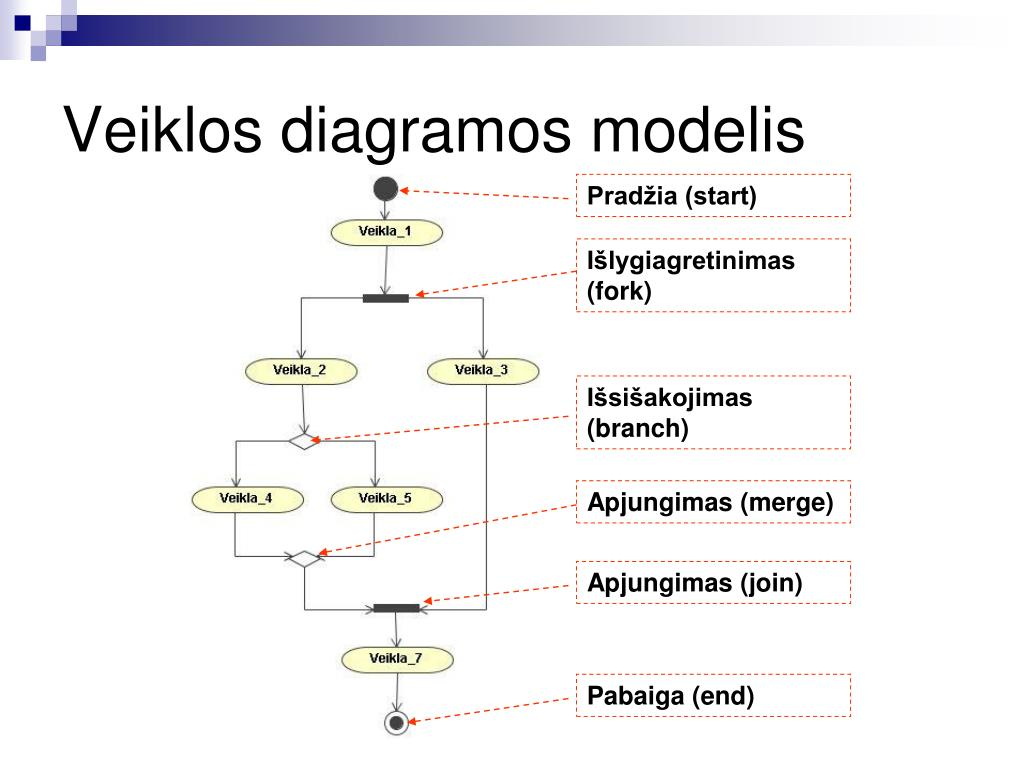 Veiklos diagramos modelis
Pradžia (start)
Veikla_1
Išlygiagretinimas
(fork)
Veikla_2
Veikla_3
Išsišakojimas
(branch)
Veikla_4
Veikla_5
Apjungimas (merge)
Apjungimas (join)
Veikla_7
Pabaiga (end)